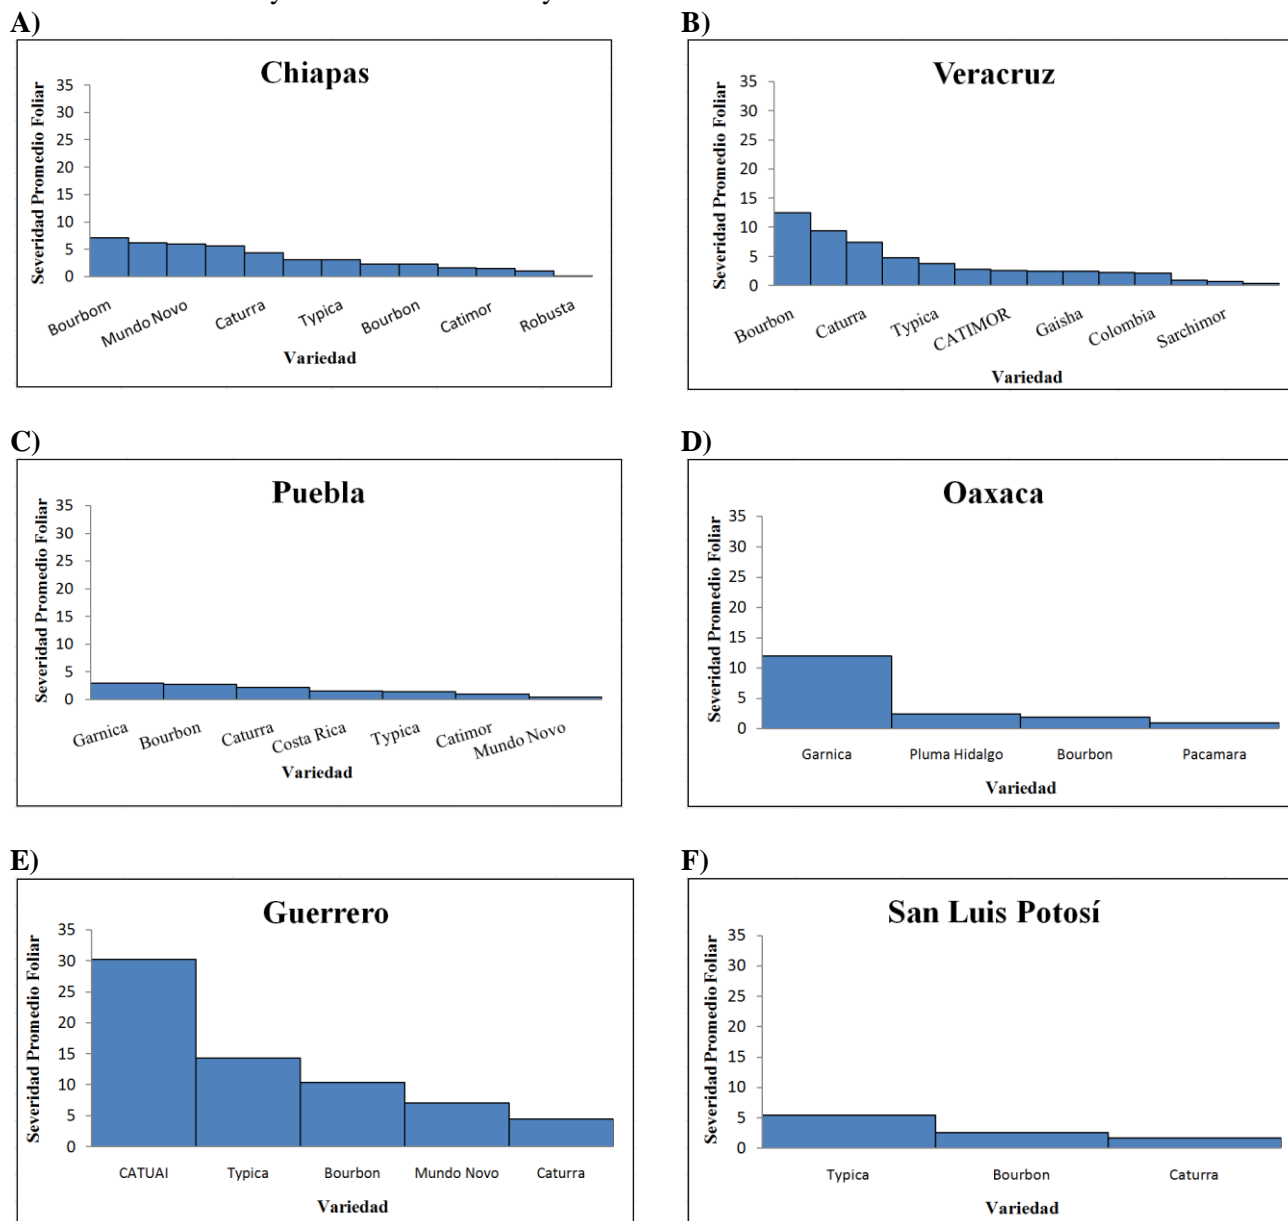 A)
Chiapas
Severidad Promedio Foliar
35
30
25
20
15
10
5
0
Bourbom
Mundo Novo
Caturra
Typica
Bourbon
Catimor
Robusta
Variedad
B)
Veracruz
Severidad Promedio Foliar
35
30
25
20
15
10
5
0
Bourbon
Caturra
Typica
CATIMOR
Gaisha
Colombia
Sarchimor
Variedad
C)
Puebla
Severidad Promedio Foliar
35
30
25
20
15
10
5
0
Garnica
Bourbon
Caturra
Costa Rica
Typica
Catimor
Mundo Novo
Variedad
D)
Oaxaca
Severidad Promedio Foliar
35
30
25
20
15
10
5
0
Garnica
Pluma Hidalgo
Bourbon
Pacamara
Variedad
E)
Guerrero
Severidad Promedio Foliar
35
30
25
20
15
10
5
0
CATUAI
Typica
Bourbon
Mundo Novo
Caturra
Variedad
F)
San Luis Potosí
Severidad Promedio Foliar
35
30
25
20
15
10
5
0
Typica
Bourbon
Caturra
Variedad